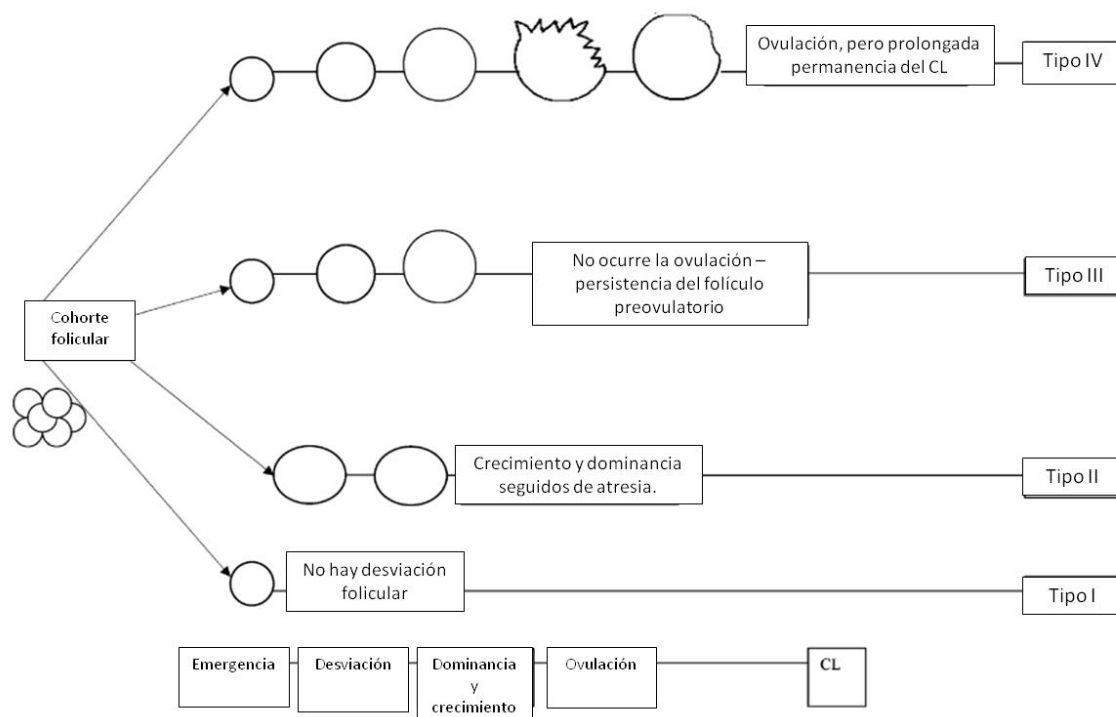 Ovulación, pero prolongada
permanencia del CL
Tipo IV
No ocurre la ovulación –
persistencia del folículo
preovulatorio
Tipo III
Cohorte
folicular
Crecimiento y dominancia
seguidos de atresia.
Tipo II
No hay desviación
folicular
Tipo I
Emergencia
Desviación
Dominancia
y
crecimiento
Ovulación
CL